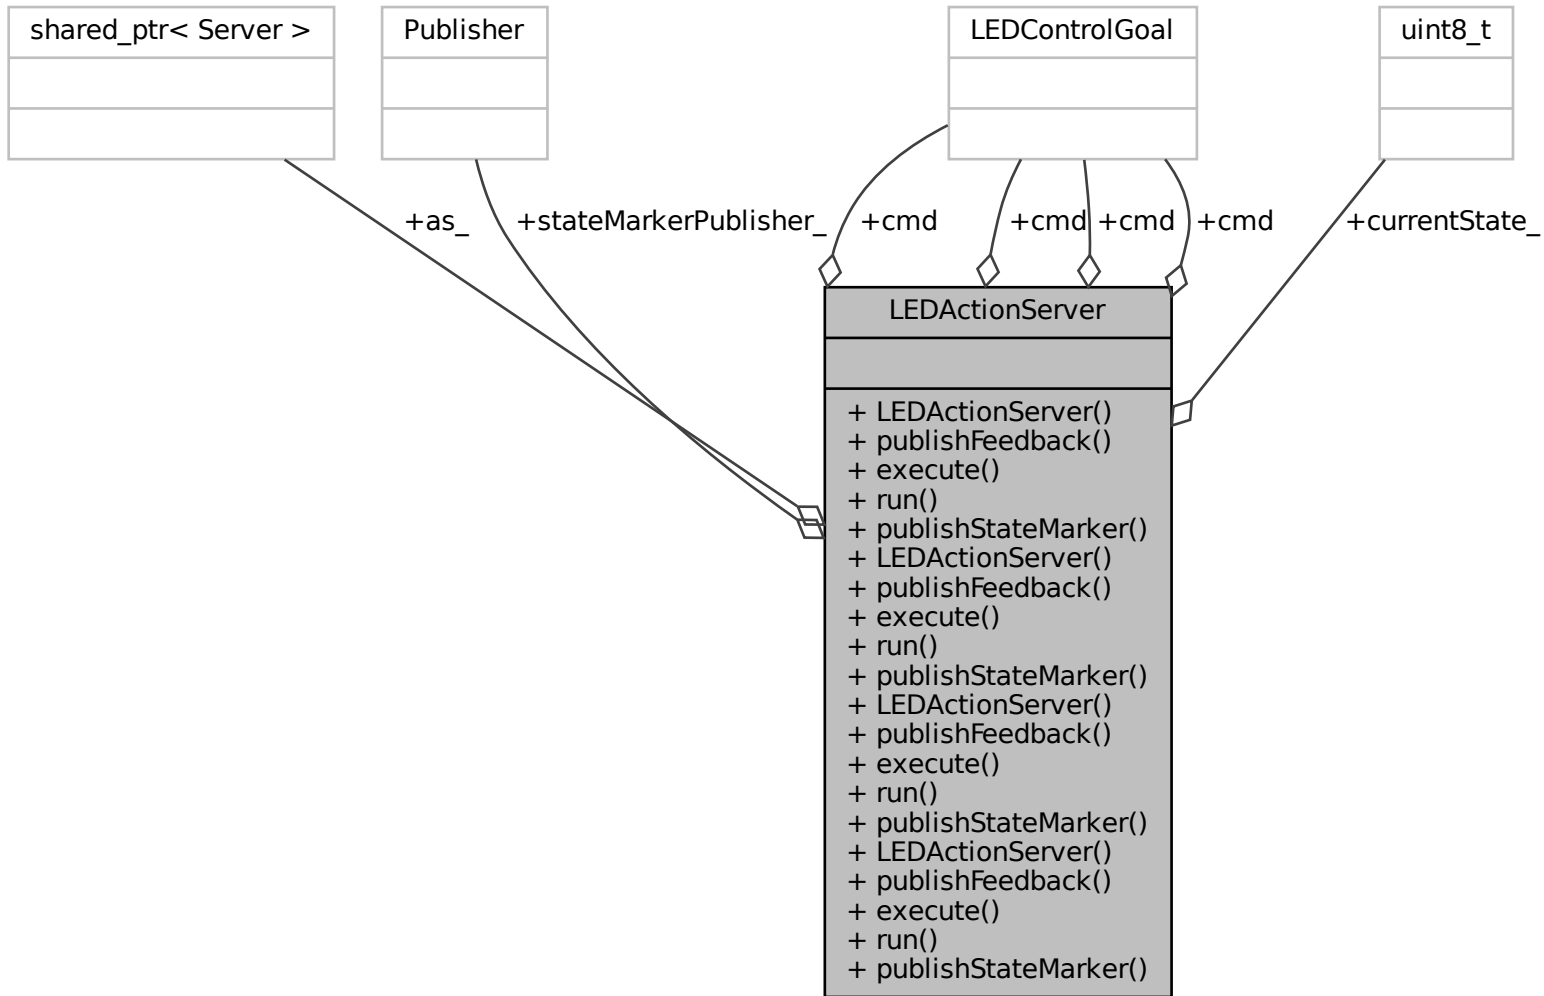 shared_ptr< Server >
Publisher
LEDControlGoal
uint8_t
+as_
+stateMarkerPublisher_
+cmd
+cmd
+cmd
+cmd
+currentState_
LEDActionServer
+ LEDActionServer()
+ publishFeedback()
+ execute()
+ run()
+ publishStateMarker()
+ LEDActionServer()
+ publishFeedback()
+ execute()
+ run()
+ publishStateMarker()
+ LEDActionServer()
+ publishFeedback()
+ execute()
+ run()
+ publishStateMarker()
+ LEDActionServer()
+ publishFeedback()
+ execute()
+ run()
+ publishStateMarker()